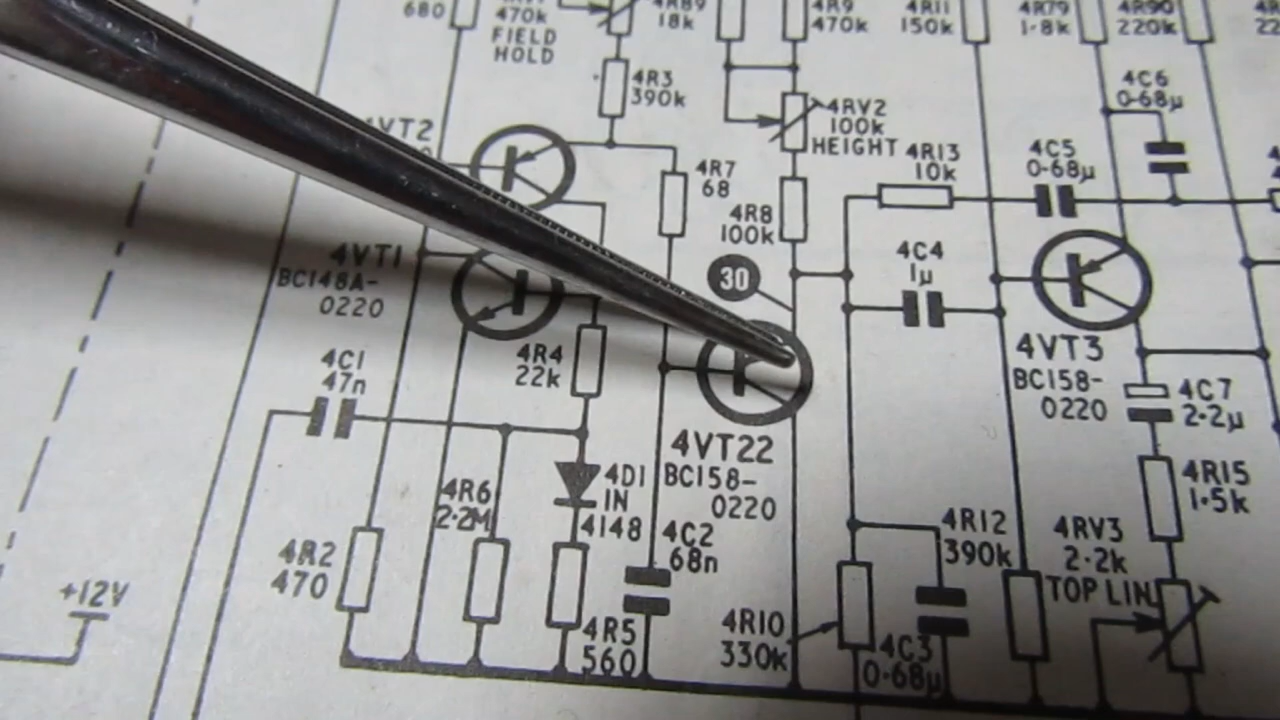 680
470k
FIELD
HOLD
4R89
18k
4R9
470k
4R11
150k
4R79
1·8k
4R90
220k
4R3
390k
4RV2
100k
HEIGHT
4C6
0·68µ
4VT2
4R7
68
4R13
10k
4C5
0·68µ
4R8
100k
4VT1
BC148A-
0220
30
4C4
1µ
4C1
47n
4R4
22k
4VT3
BC158-
0220
4C7
2·2µ
4VT22
BC158-
0220
4R6
2·2M
4D1
IN
4148
4R15
1·5k
4R2
470
4C2
68n
4R12
390k
4RV3
2·2k
TOP LIN
+12V
4R5
560
4R10
330k
4C3
0·68µ